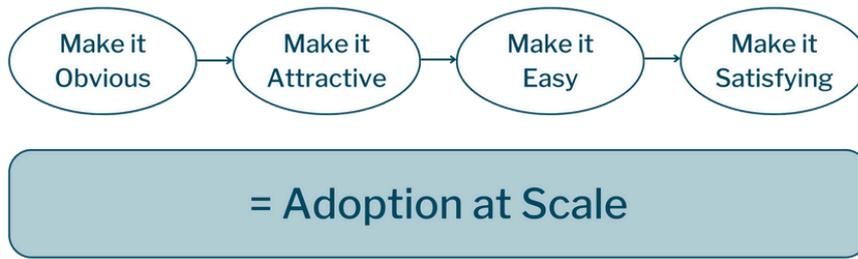 Make it
Obvious
Make it
Attractive
Make it
Easy
Make it
Satisfying
= Adoption at Scale